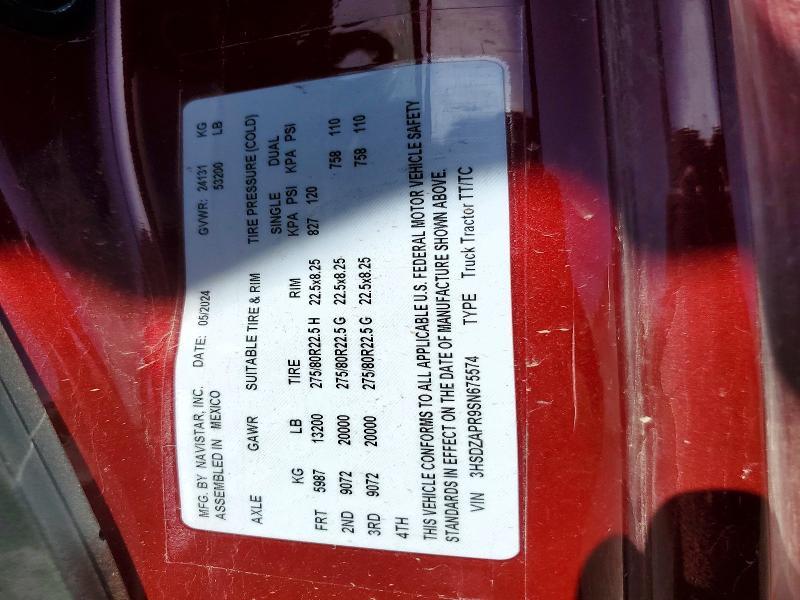 MFG. BY NAVISTAR, INC. DATE: 05/2024 GVWR: 24131 KG
ASSEMBLED IN MEXICO 53200 LB
AXLE GAWR SUITABLE TIRE & RIM TIRE PRESSURE (COLD)
SINGLE DUAL
KG LB TIRE RIM KPA PSI KPA PSI
FRT 5987 13200 275/80R22.5 H 22.5x8.25 827 120
2ND 9072 20000 275/80R22.5 G 22.5x8.25 758 110
3RD 9072 20000 275/80R22.5 G 22.5x8.25 758 110
4TH
THIS VEHICLE CONFORMS TO ALL APPLICABLE U.S. FEDERAL MOTOR VEHICLE SAFETY
STANDARDS IN EFFECT ON THE DATE OF MANUFACTURE SHOWN ABOVE.
VIN 3HSDZAPR9SN675574 TYPE Truck Tractor TT/TC